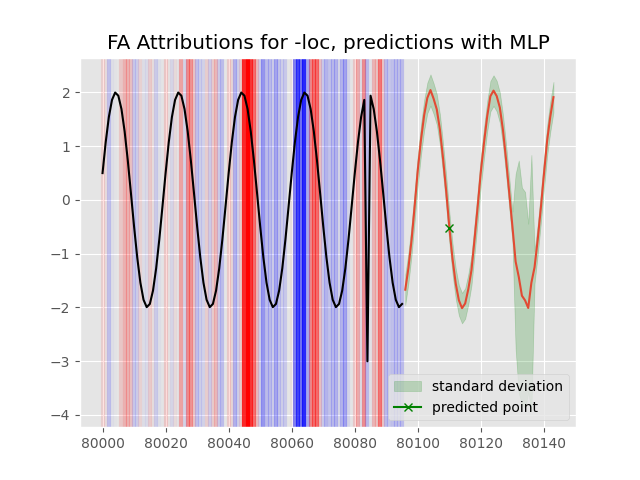 FA Attributions for -loc, predictions with MLP
2
1
0
−1
−2
−3
−4
standard deviation
predicted point
80000 80020 80040 80060 80080 80100 80120 80140